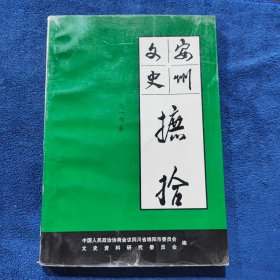 安州
文史
摭拾
中国人民政治协商会议四川省绵阳市委员会
文史资料研究委员会
编